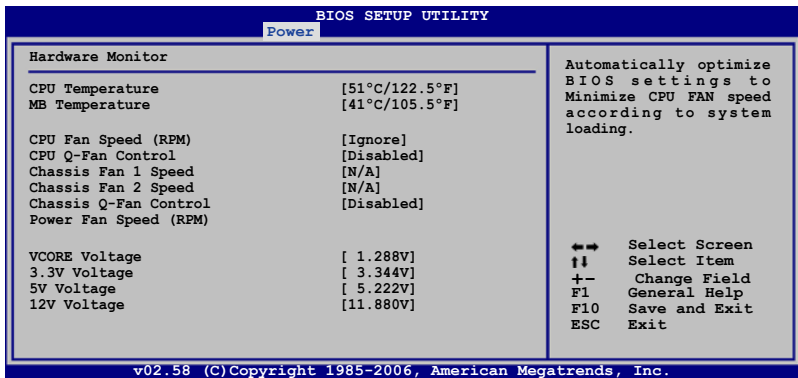 BIOS SETUP UTILITY
Power
Hardware Monitor
CPU Temperature [51°C/122.5°F]
MB Temperature [41°C/105.5°F]
CPU Fan Speed (RPM) [Ignore]
CPU Q-Fan Control [Disabled]
Chassis Fan 1 Speed [N/A]
Chassis Fan 2 Speed [N/A]
Chassis Q-Fan Control [Disabled]
Power Fan Speed (RPM)
VCORE Voltage [ 1.288V]
3.3V Voltage [ 3.344V]
5V Voltage [ 5.222V]
12V Voltage [11.880V]
Automatically optimize
BIOS settings to
Minimize CPU FAN speed
according to system
loading.
←→ Select Screen
↑↓ Select Item
+- Change Field
F1 General Help
F10 Save and Exit
ESC Exit
v02.58 (C)Copyright 1985-2006, American Megatrends, Inc.